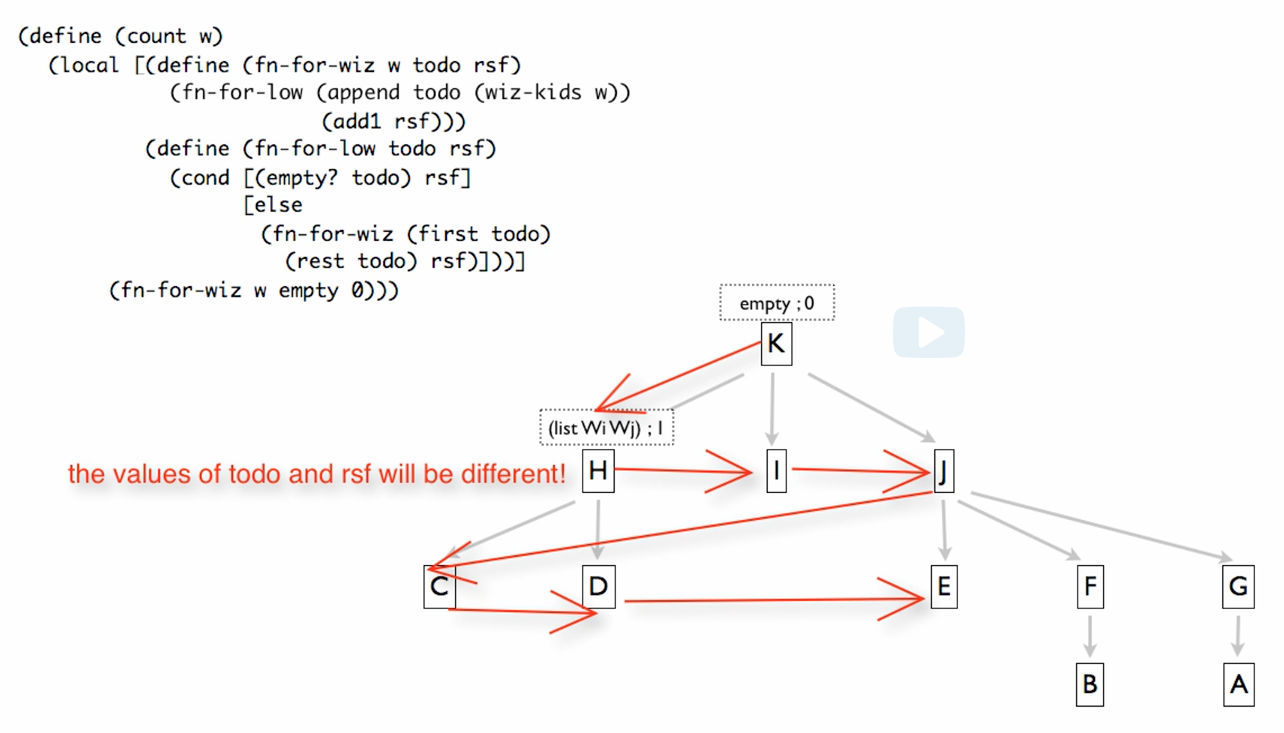 (define (count w)
(local [(define (fn-for-wiz w todo rsf)
(fn-for-low (append todo (wiz-kids w))
(add1 rsf)))
(define (fn-for-low todo rsf)
(cond [(empty? todo) rsf]
[else
(fn-for-wiz (first todo)
(rest todo) rsf)]))]
(fn-for-wiz w empty 0)))
empty ; 0
K
(list Wi Wj) ; 1
the values of todo and rsf will be different!
H
I
J
C
D
E
F
G
B
A